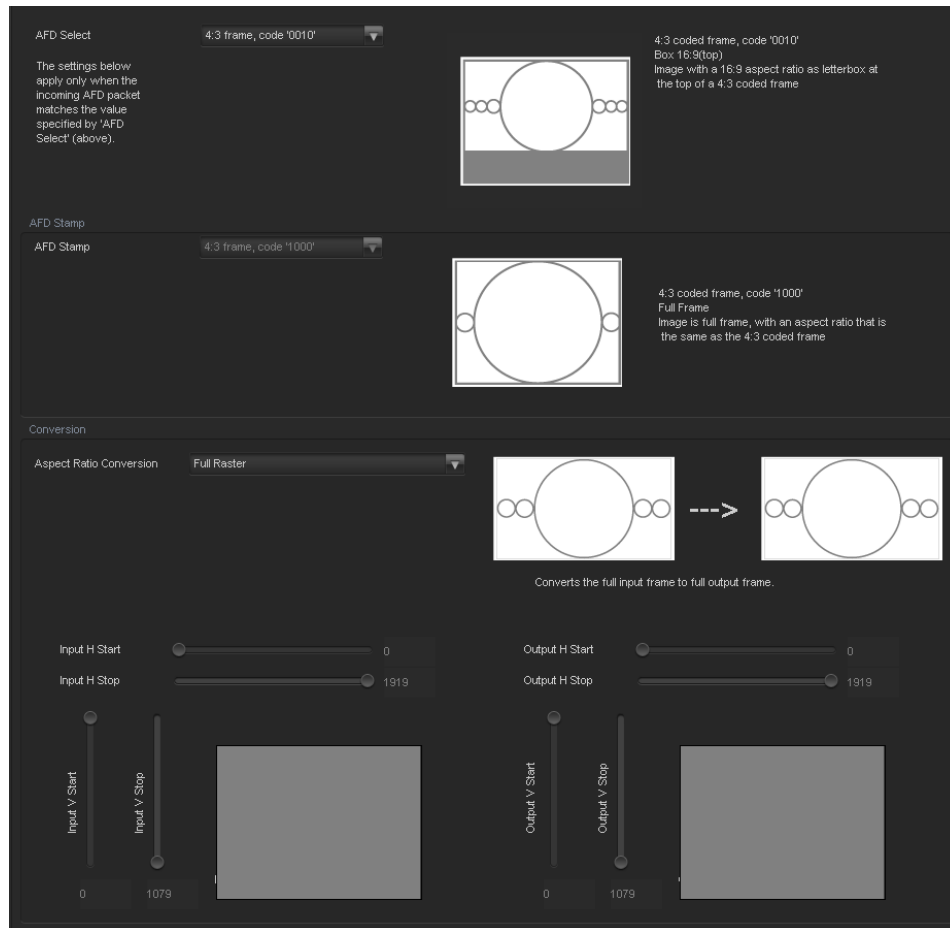 AFD Select
4:3 frame, code '0010'
The settings below
apply only when the
incoming AFD packet
matches the value
specified by 'AFD
Select' (above).
4:3 coded frame, code '0010'
Box 16:9(top)
Image with a 16:9 aspect ratio as letterbox at
the top of a 4:3 coded frame
AFD Stamp
AFD Stamp
4:3 frame, code '1000'
4:3 coded frame, code '1000'
Full Frame
Image is full frame, with an aspect ratio that is
the same as the 4:3 coded frame
Conversion
Aspect Ratio Conversion
Full Raster
--->
Converts the full input frame to full output frame.
Input H Start
0
Input H Stop
1919
Input V Start
Input V Stop
0
1079
Output H Start
0
Output H Stop
1919
Output V Start
Output V Stop
0
1079